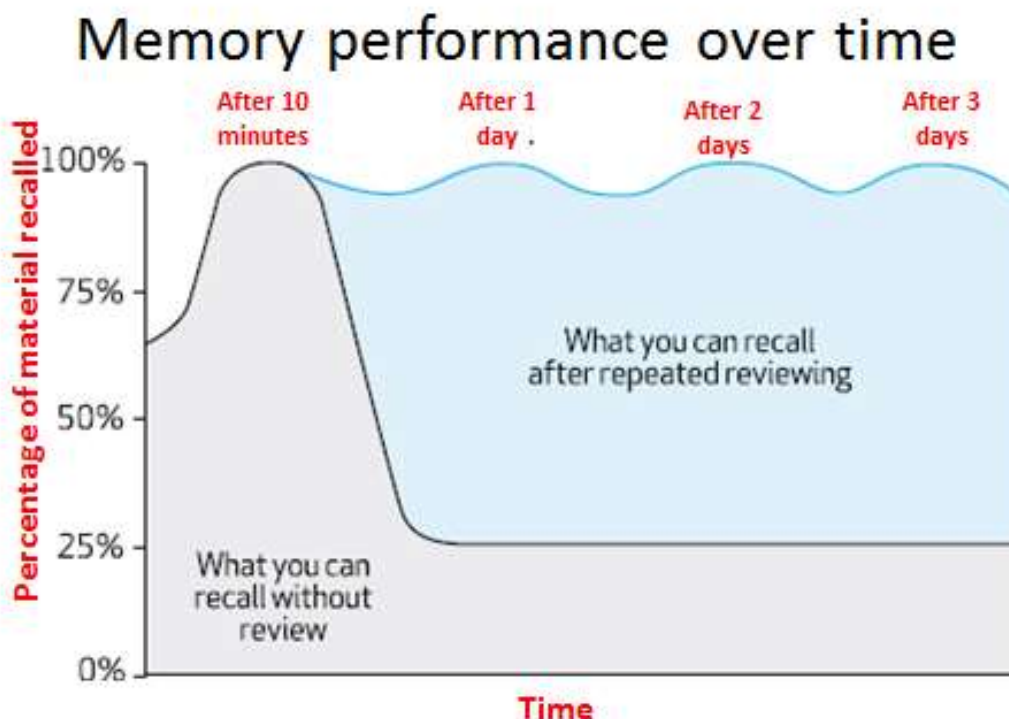 Memory performance over time
After 10
minutes
After 1
day .
After 2
days
After 3
days
Percentage of material recalled
100%
75%
50%
25%
0%
What you can recall
after repeated reviewing
What you can
recall without
review
Time